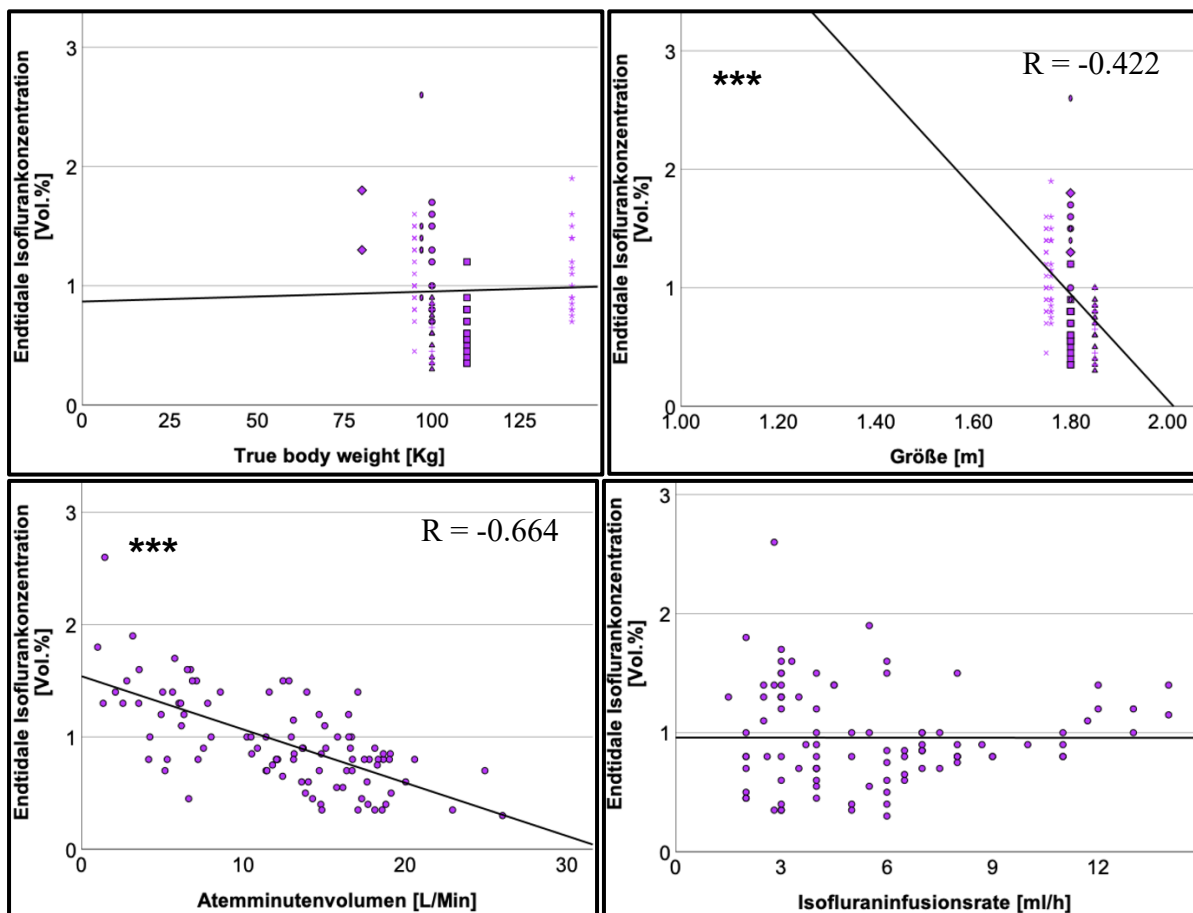 Endtidale Isoflurankonzentration
[Vol.%]
3
2
1
0
0 25 50 75 100 125
True body weight [Kg]
Endtidale Isoflurankonzentration
[Vol.%]
*** R = -0.422
3
2
1
0
1.00 1.20 1.40 1.60 1.80 2.00
Größe [m]
Endtidale Isoflurankonzentration
[Vol.%]
*** R = -0.664
3
2
1
0
0 10 20 30
Atemminutenvolumen [L/Min]
Endtidale Isoflurankonzentration
[Vol.%]
3
2
1
0
0 3 6 9 12
Isofluraninfusionsrate [ml/h]